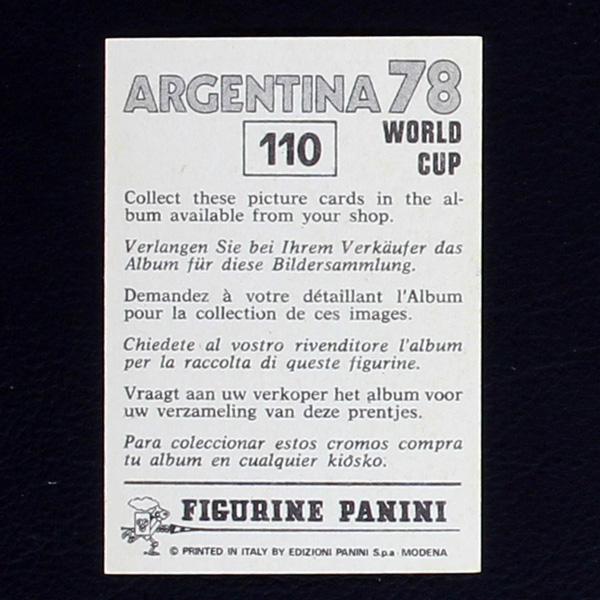 ARGENTINA 78
110 WORLD
CUP
Collect these picture cards in the al-
bum available from your shop.
Verlangen Sie bei Ihrem Verkäufer das
Album für diese Bildersammlung.
Demandez à votre détaillant l'Album
pour la collection de ces images.
Chiedete al vostro rivenditore l'album
per la raccolta di queste figurine.
Vraagt aan uw verkoper het album voor
uw verzameling van deze prentjes.
Para coleccionar estos cromos compra
tu album en cualquier kiósko.
FIGURINE PANINI
© PRINTED IN ITALY BY EDIZIONI PANINI S.p.a - MODENA